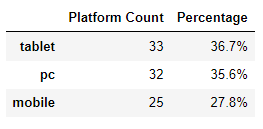 Platform Count Percentage
tablet 33 36.7%
pc 32 35.6%
mobile 25 27.8%